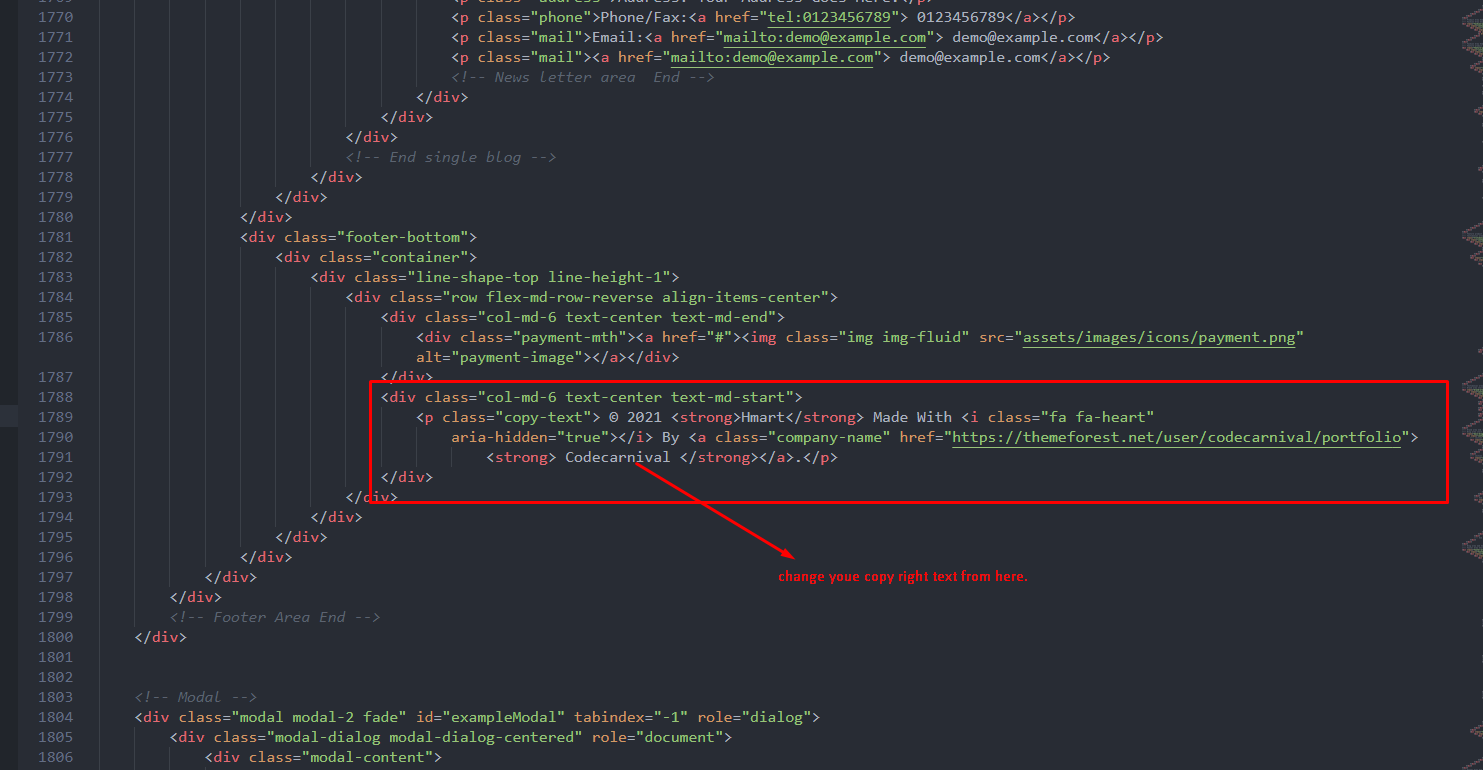 1770 <p class="phone">Phone/Fax:<a href="tel:0123456789"> 0123456789</a></p>
1771 <p class="mail">Email:<a href="mailto:demo@example.com"> demo@example.com</a></p>
1772 <p class="mail"><a href="mailto:demo@example.com"> demo@example.com</a></p>
1773 <!-- News letter area  End -->
1774 </div>
1775 </div>
1776 </div>
1777 <!-- End single blog -->
1778 </div>
1779 </div>
1780 </div>
1781 <div class="footer-bottom">
1782 <div class="container">
1783 <div class="line-shape-top line-height-1">
1784 <div class="row flex-md-row-reverse align-items-center">
1785 <div class="col-md-6 text-center text-md-end">
1786 <div class="payment-mth"><a href="#"><img class="img img-fluid" src="assets/images/icons/payment.png"
alt="payment-image"></a></div>
1787 </div>
1788 <div class="col-md-6 text-center text-md-start">
1789 <p class="copy-text"> © 2021 <strong>Hmart</strong> Made With <i class="fa fa-heart"
1790 aria-hidden="true"></i> By <a class="company-name" href="https://themeforest.net/user/codecarnival/portfolio">
1791 <strong> Codecarnival </strong></a>.</p>
1792 </div>
1793 </div>
1794 </div>
1795 </div>
1796 </div>
change youe copy right text from here.
1797 </div>
1798 </div>
1799 <!-- Footer Area End -->
1800 </div>
1801
1802
1803 <!-- Modal -->
1804 <div class="modal modal-2 fade" id="exampleModal" tabindex="-1" role="dialog">
1805 <div class="modal-dialog modal-dialog-centered" role="document">
1806 <div class="modal-content">